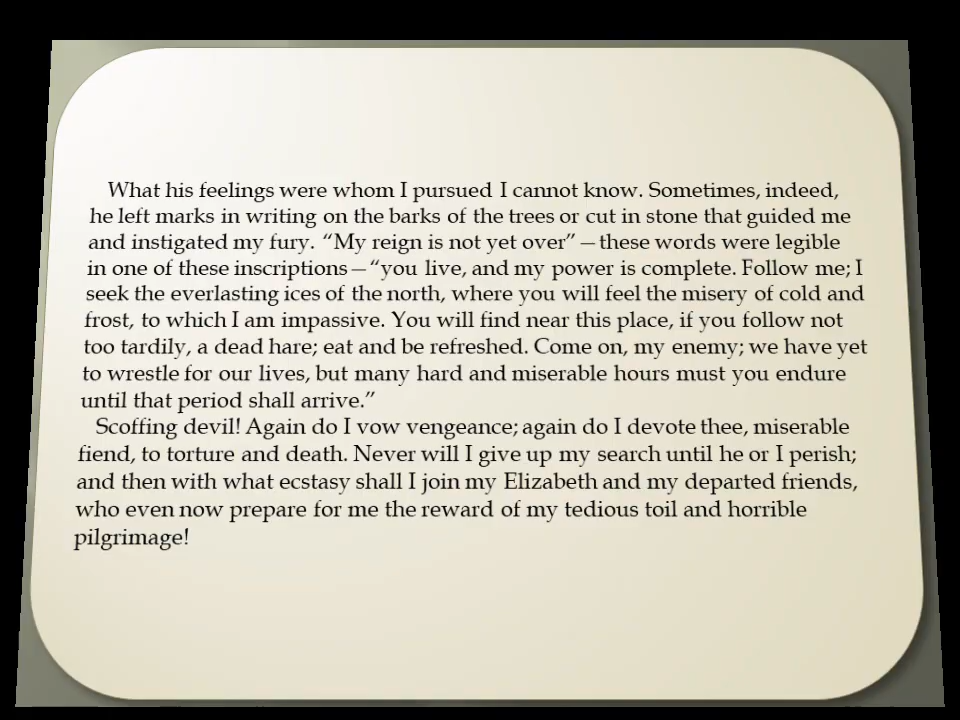 What his feelings were whom I pursued I cannot know. Sometimes, indeed,
he left marks in writing on the barks of the trees or cut in stone that guided me
and instigated my fury. “My reign is not yet over”—these words were legible
in one of these inscriptions—“you live, and my power is complete. Follow me; I
seek the everlasting ices of the north, where you will feel the misery of cold and
frost, to which I am impassive. You will find near this place, if you follow not
too tardily, a dead hare; eat and be refreshed. Come on, my enemy; we have yet
to wrestle for our lives, but many hard and miserable hours must you endure
until that period shall arrive.”
Scoffing devil! Again do I vow vengeance; again do I devote thee, miserable
fiend, to torture and death. Never will I give up my search until he or I perish;
and then with what ecstasy shall I join my Elizabeth and my departed friends,
who even now prepare for me the reward of my tedious toil and horrible
pilgrimage!